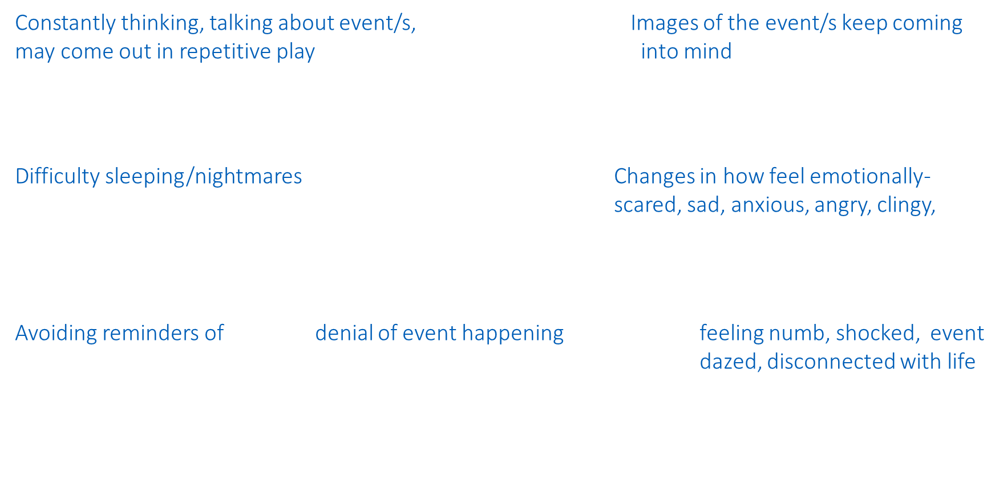 Constantly thinking, talking about event/s,
may come out in repetitive play
Images of the event/s keep coming
into mind
Difficulty sleeping/nightmares
Changes in how feel emotionally-
scared, sad, anxious, angry, clingy,
Avoiding reminders of
denial of event happening
feeling numb, shocked,  event
dazed, disconnected with life